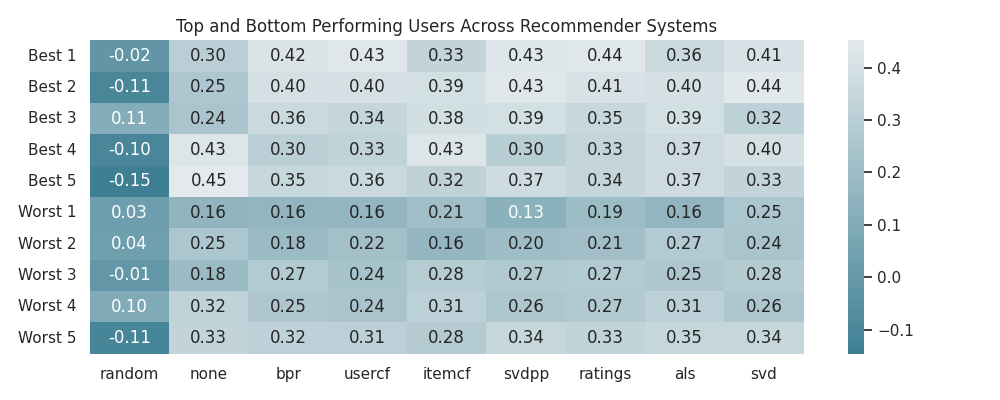 Top and Bottom Performing Users Across Recommender Systems
Best 1 -0.02 0.30 0.42 0.43 0.33 0.43 0.44 0.36 0.41
Best 2 -0.11 0.25 0.40 0.40 0.39 0.43 0.41 0.40 0.44
Best 3 0.11 0.24 0.36 0.34 0.38 0.39 0.35 0.39 0.32
Best 4 -0.10 0.43 0.30 0.33 0.43 0.30 0.33 0.37 0.40
Best 5 -0.15 0.45 0.35 0.36 0.32 0.37 0.34 0.37 0.33
Worst 1 0.03 0.16 0.16 0.16 0.21 0.13 0.19 0.16 0.25
Worst 2 0.04 0.25 0.18 0.22 0.16 0.20 0.21 0.27 0.24
Worst 3 -0.01 0.18 0.27 0.24 0.28 0.27 0.27 0.25 0.28
Worst 4 0.10 0.32 0.25 0.24 0.31 0.26 0.27 0.31 0.26
Worst 5 -0.11 0.33 0.32 0.31 0.28 0.34 0.33 0.35 0.34
random none bpr usercf itemcf svdpp ratings als svd
0.4
0.3
0.2
0.1
0.0
−0.1